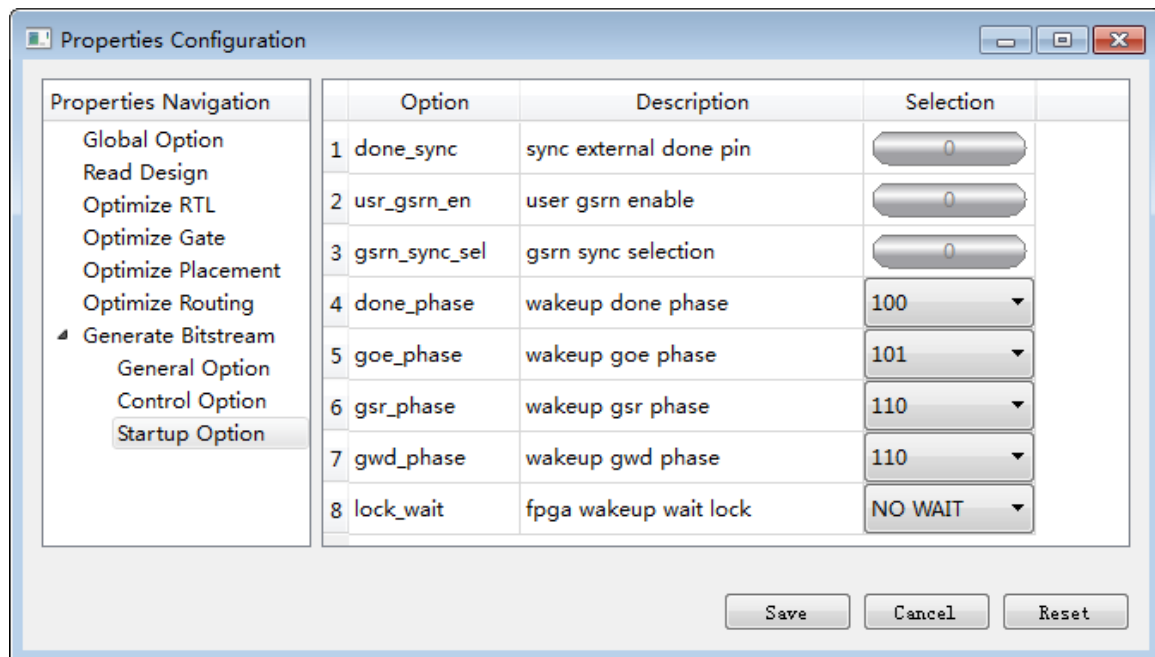 Properties Configuration
Properties Navigation
Global Option
Read Design
Optimize RTL
Optimize Gate
Optimize Placement
Optimize Routing
Generate Bitstream
General Option
Control Option
Startup Option
Option Description Selection
1 done_sync sync external done pin 0
2 usr_gsrn_en user gsrn enable 0
3 gsrn_sync_sel gsrn sync selection 0
4 done_phase wakeup done phase 100
5 goe_phase wakeup goe phase 101
6 gsr_phase wakeup gsr phase 110
7 gwd_phase wakeup gwd phase 110
8 lock_wait fpga wakeup wait lock NO WAIT
Save Cancel Reset